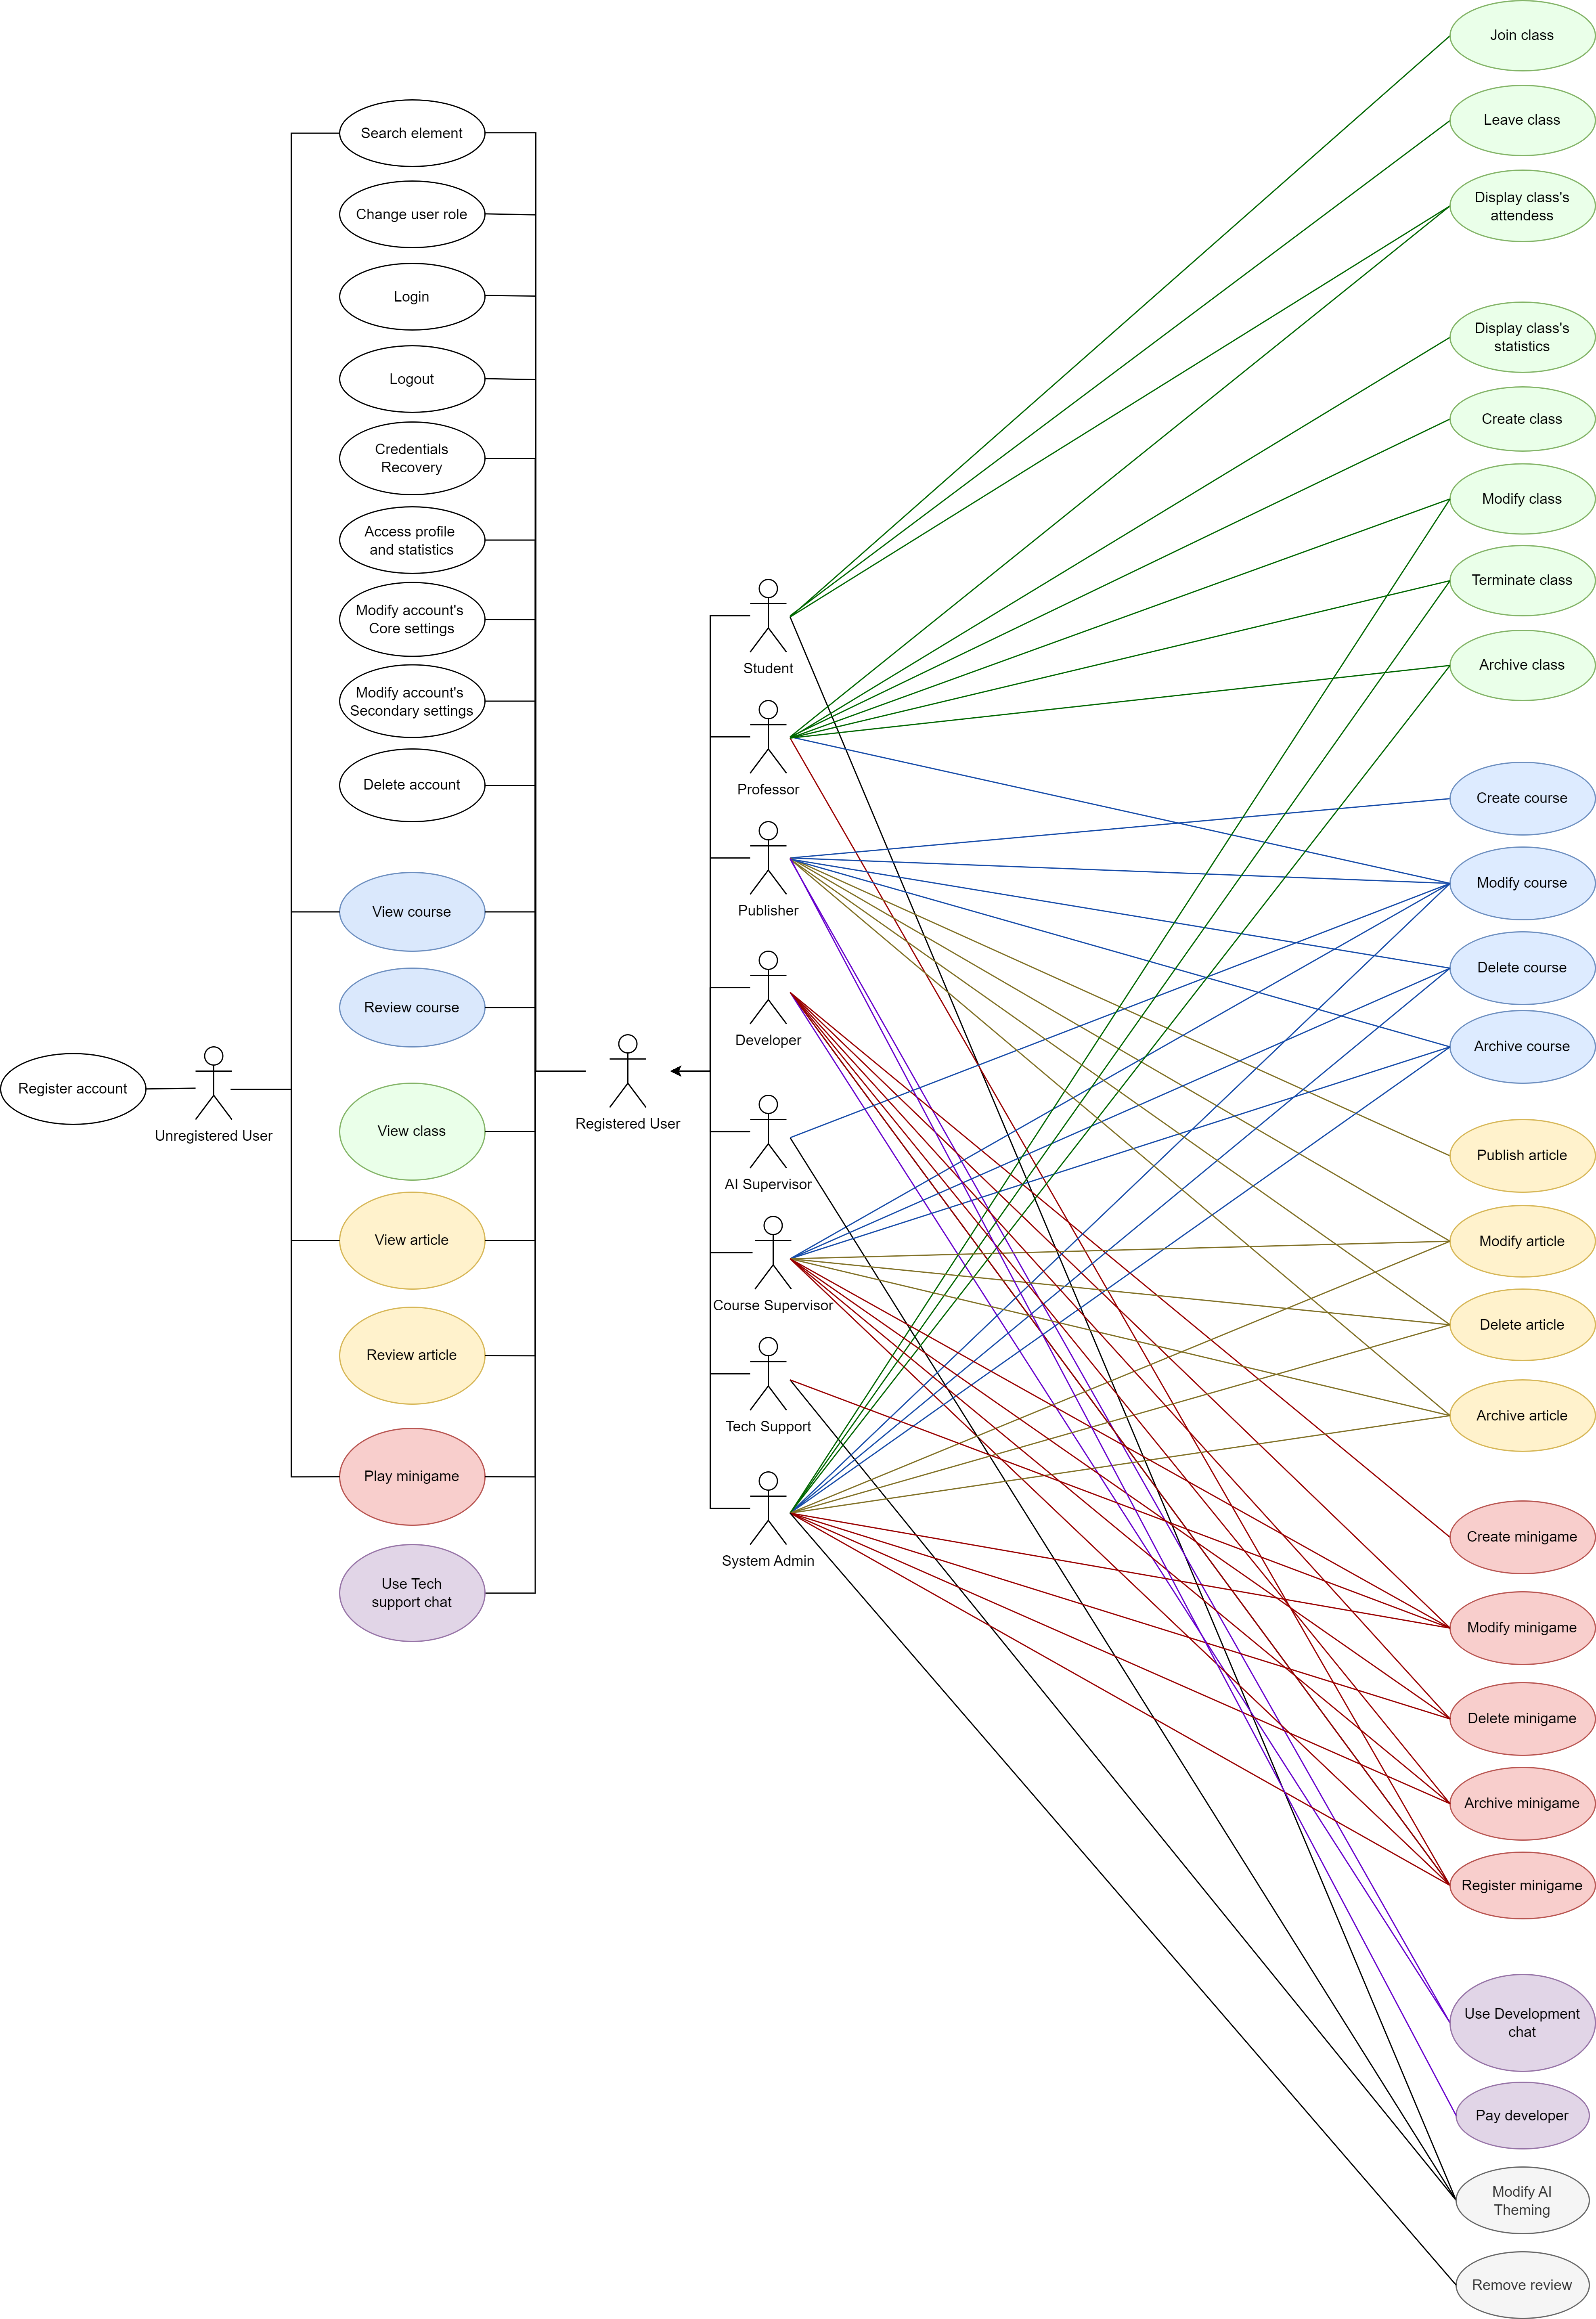 Search element
Change user role
Login
Logout
Credentials
Recovery
Access profile
and statistics
Modify account's
Core settings
Modify account's
Secondary settings
Delete account
View course
Review course
Register account
Unregistered User
View class
View article
Review article
Play minigame
Use Tech
support chat
Registered User
Student
Professor
Publisher
Developer
AI Supervisor
Course Supervisor
Tech Support
System Admin
Join class
Leave class
Display class's
attendess
Display class's
statistics
Create class
Modify class
Terminate class
Archive class
Create course
Modify course
Delete course
Archive course
Publish article
Modify article
Delete article
Archive article
Create minigame
Modify minigame
Delete minigame
Archive minigame
Register minigame
Use Development
chat
Pay developer
Modify AI
Theming
Remove review